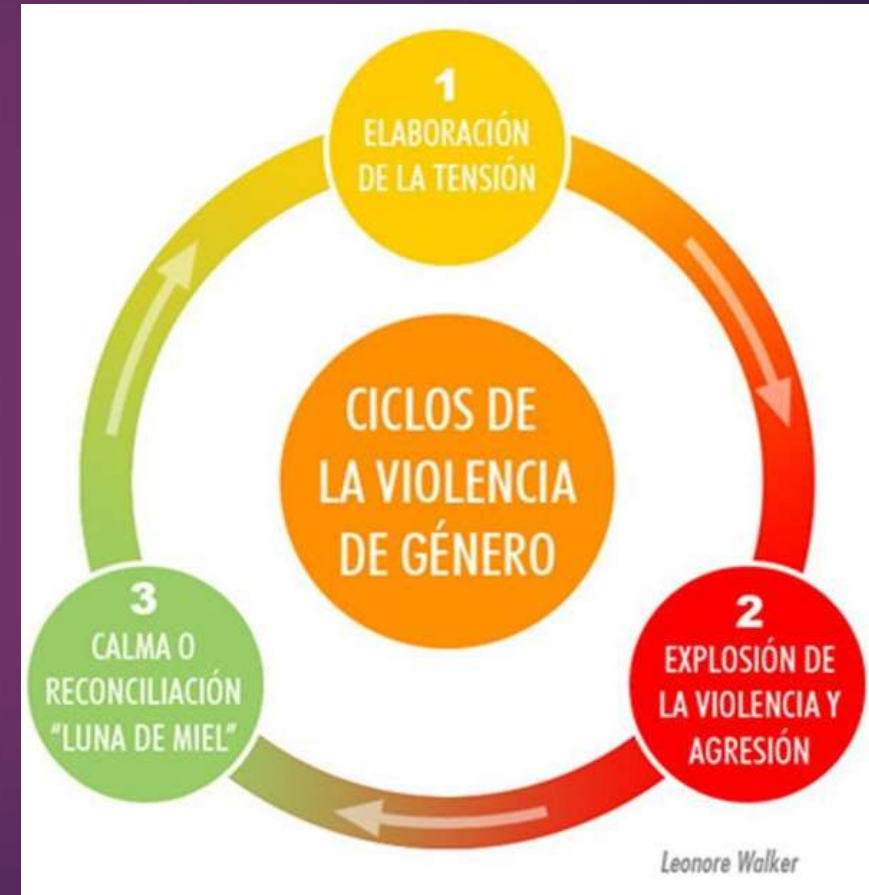 1
ELABORACIÓN
DE LA TENSIÓN
CICLOS DE
LA VIOLENCIA
DE GÉNERO
2
EXPLOSIÓN DE
LA VIOLENCIA Y
AGRESIÓN
3
CALMA O
RECONCILIACIÓN
"LUNA DE MIEL"
Leonore Walker